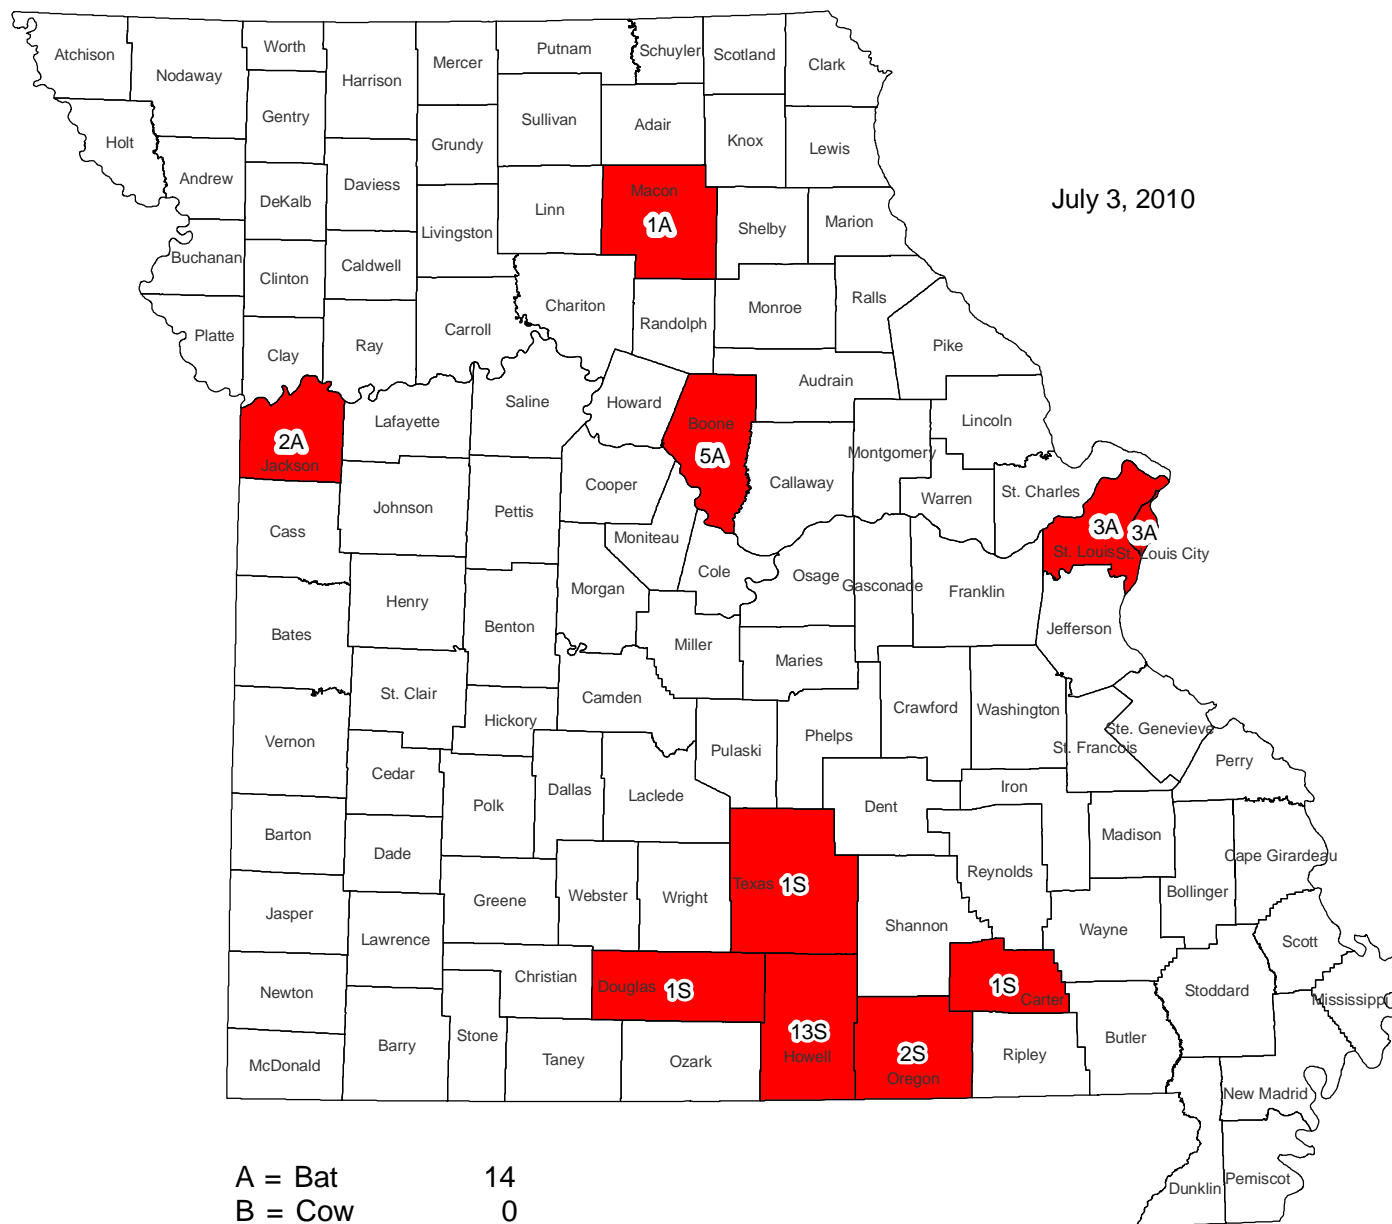 Atchison
Nodaway
Worth
Harrison
Mercer
Putnam
Schuyler
Scotland
Clark
Holt
Andrew
Gentry
DeKalb
Daviess
Grundy
Sullivan
Adair
Knox
Lewis
July 3, 2010
Buchanan
Clinton
Caldwell
Livingston
Linn
Macon
1A
Shelby
Marion
Platte
Clay
Ray
Carroll
Chariton
Randolph
Monroe
Ralls
Pike
Jackson
2A
Lafayette
Saline
Howard
Boone
5A
Audrain
Callaway
Montgomery
Lincoln
Warren
St. Charles
St. Louis
3A
St. Louis City
3A
Cass
Johnson
Pettis
Cooper
Moniteau
Cole
Osage
Gasconade
Franklin
Jefferson
Bates
Henry
Benton
Morgan
Miller
Maries
Vernon
St. Clair
Hickory
Camden
Pulaski
Phelps
Crawford
Washington
St. Francois
Ste. Genevieve
Perry
Barton
Cedar
Polk
Dallas
Laclede
Dent
Iron
Madison
Cape Girardeau
Bollinger
Jasper
Dade
Greene
Webster
Wright
Texas
1S
Shannon
Reynolds
Wayne
Scott
Newton
Lawrence
Christian
Douglas
1S
Howell
13S
Oregon
2S
Carter
1S
Stoddard
Mississippi
McDonald
Barry
Stone
Taney
Ozark
Ripley
Butler
New Madrid
Dunklin
Pemiscot
A = Bat 14
B = Cow 0